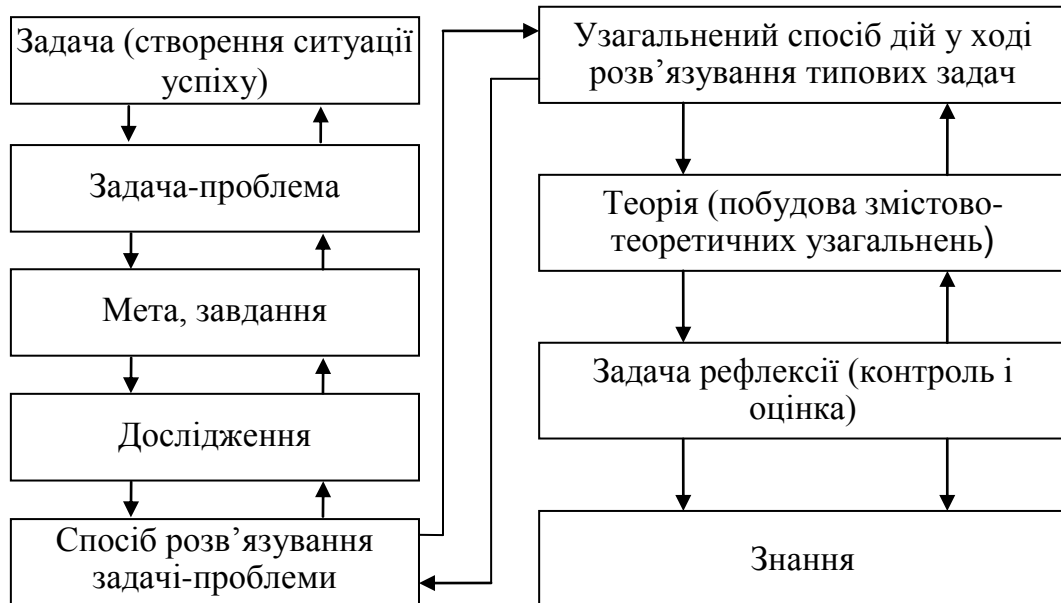 Задача (створення ситуації
успіху)
Задача-проблема
Мета, завдання
Дослідження
Спосіб розв’язування
задачі-проблеми
Узагальнений спосіб дій у ході
розв’язування типових задач
Теорія (побудова змістово-
теоретичних узагальнень)
Задача рефлексії (контроль і
оцінка)
Знання